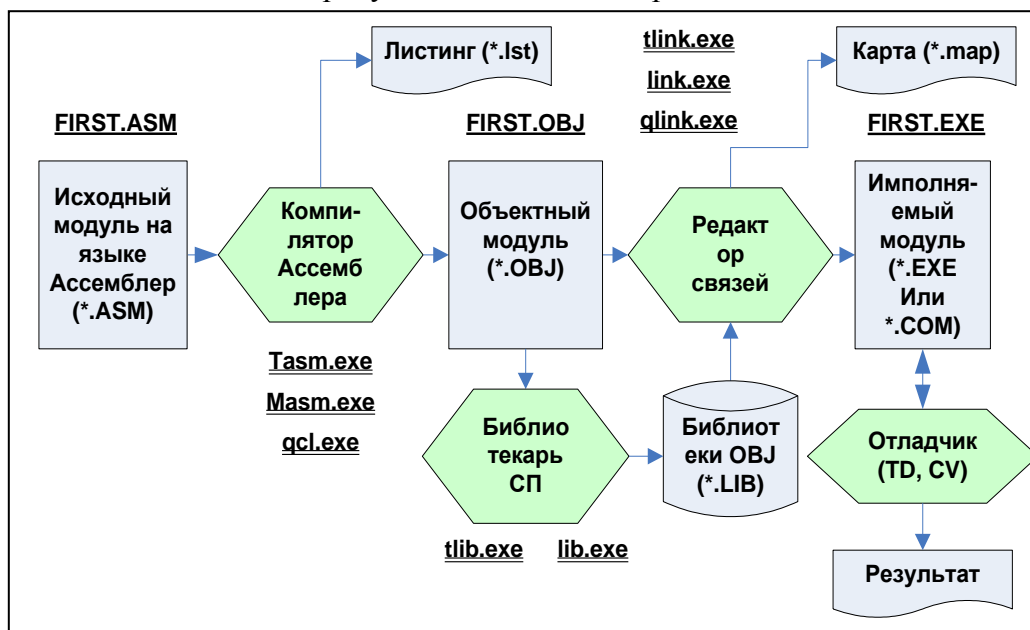 Листинг (*.lst)
tlink.exe
link.exe
qlink.exe
Карта (*.map)
FIRST.ASM
FIRST.OBJ
FIRST.EXE
Исходный
модуль на
языке
Ассемблер
(*.ASM)
Компи-
лятор
Ассемб
лера
Объектный
модуль
(*.OBJ)
Редакт
ор
связей
Имполня-
емый
модуль
(*.EXE
Или
*.COM)
Tasm.exe
Masm.exe
qcl.exe
Библио
текарь
СП
Библиот
еки OBJ
(*.LIB)
Отладчик
(TD, CV)
tlib.exe lib.exe
Результат